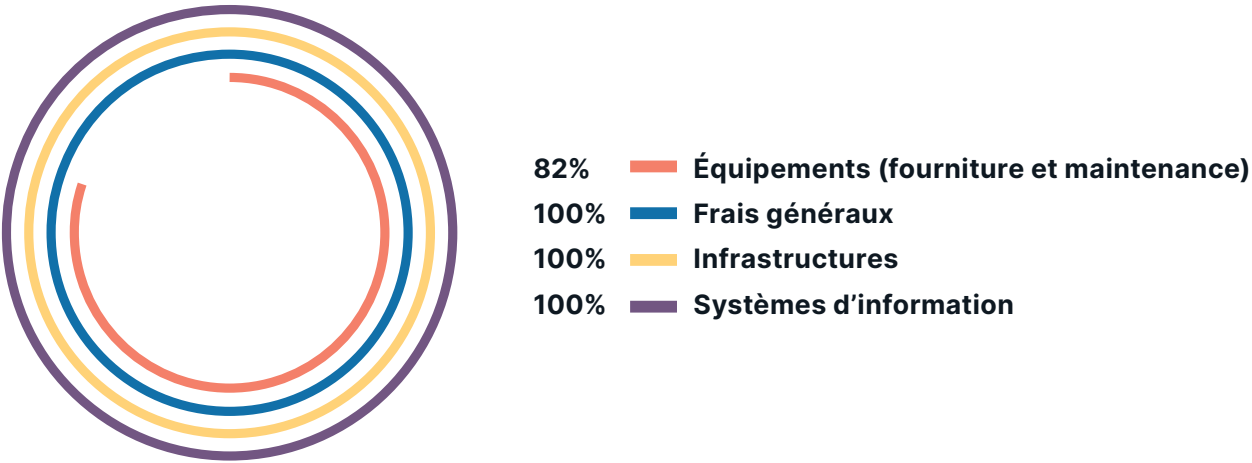 82% Équipements (fourniture et maintenance)
100% Frais généraux
100% Infrastructures
100% Systèmes d’information